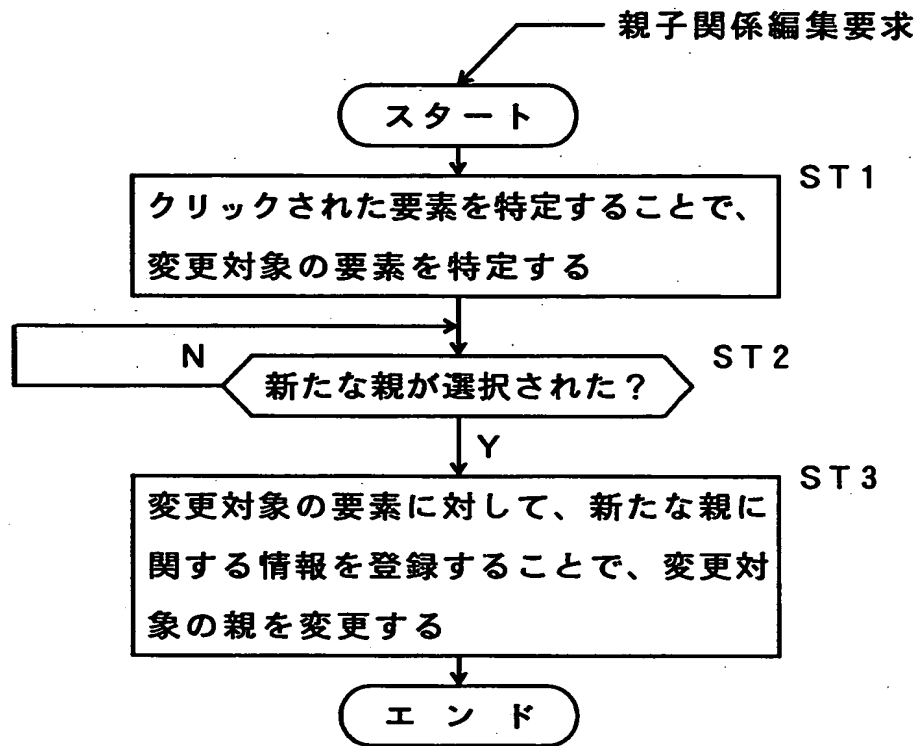 親子関係編集要求
スタート
ST1
クリックされた要素を特定することで、
変更対象の要素を特定する
N
ST2
新たな親が選択された?
Y
ST3
変更対象の要素に対して、新たな親に
関する情報を登録することで、変更対
象の親を変更する
エンド